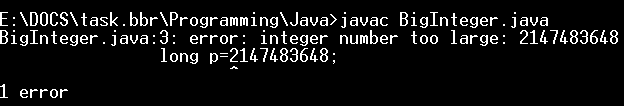 E:\DOCS\task.bbr\Programming\Java>javac BigInteger.java
BigInteger.java:3: error: integer number too large: 2147483648
long p=2147483648;
^
1 error